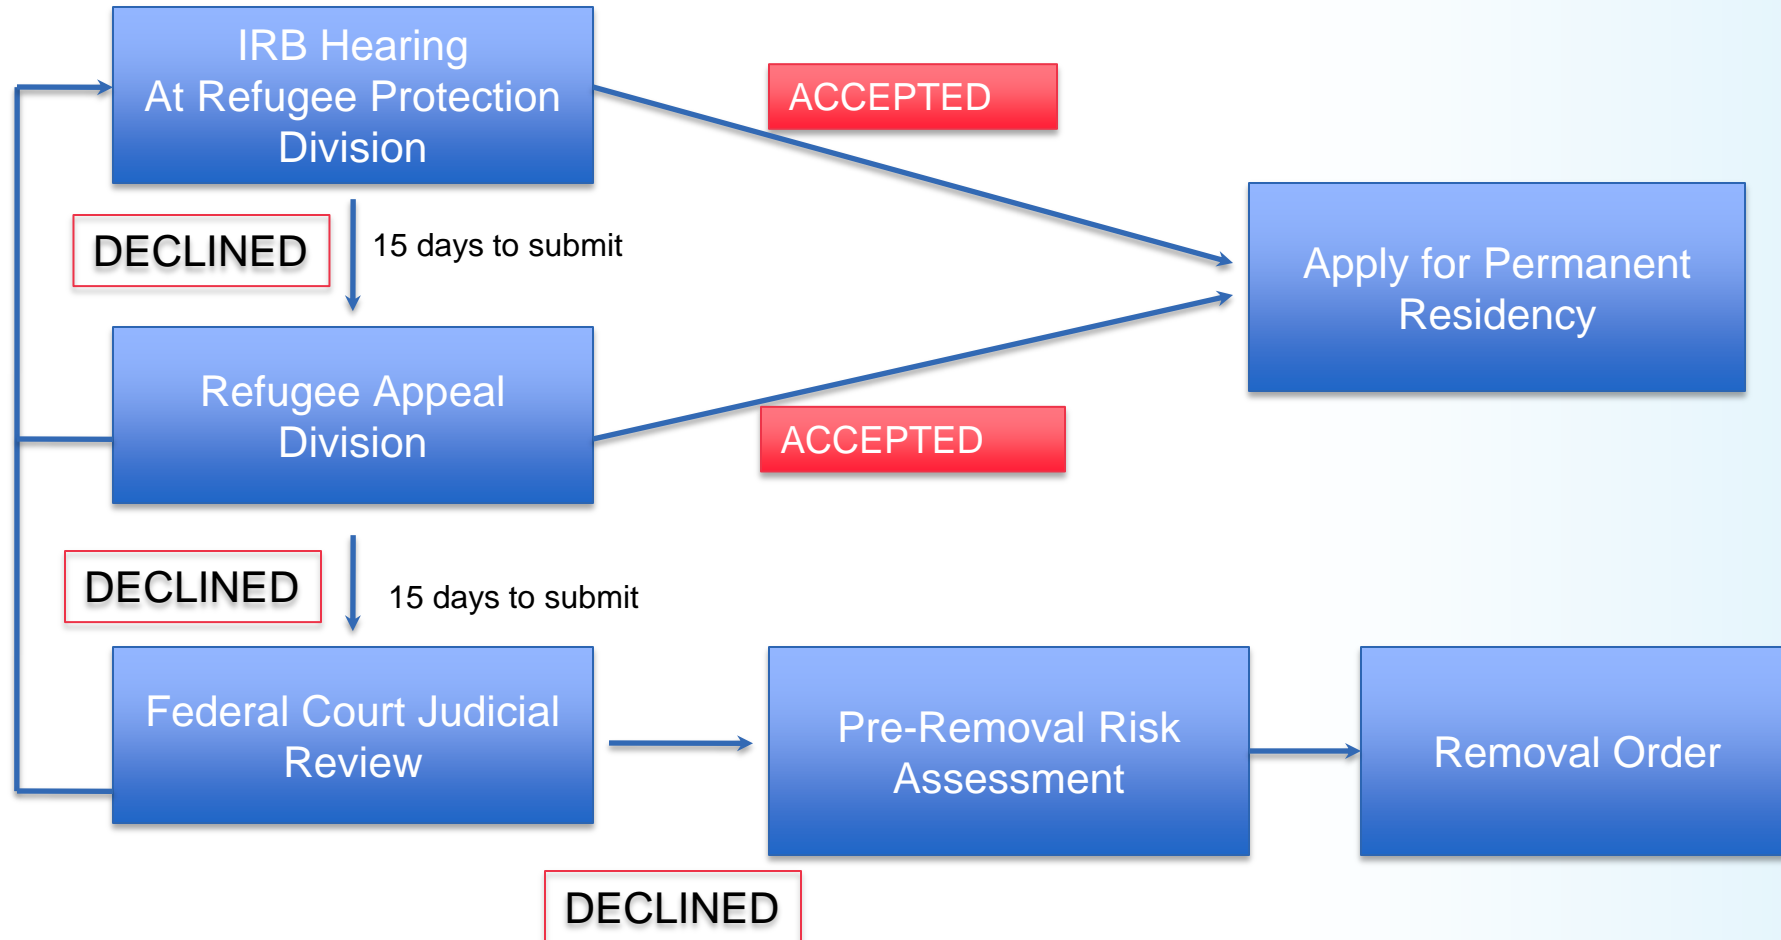 IRB Hearing
At Refugee Protection
Division
ACCEPTED
DECLINED
15 days to submit
Apply for Permanent
Residency
Refugee Appeal
Division
ACCEPTED
DECLINED
15 days to submit
Federal Court Judicial
Review
Pre-Removal Risk
Assessment
Removal Order
DECLINED